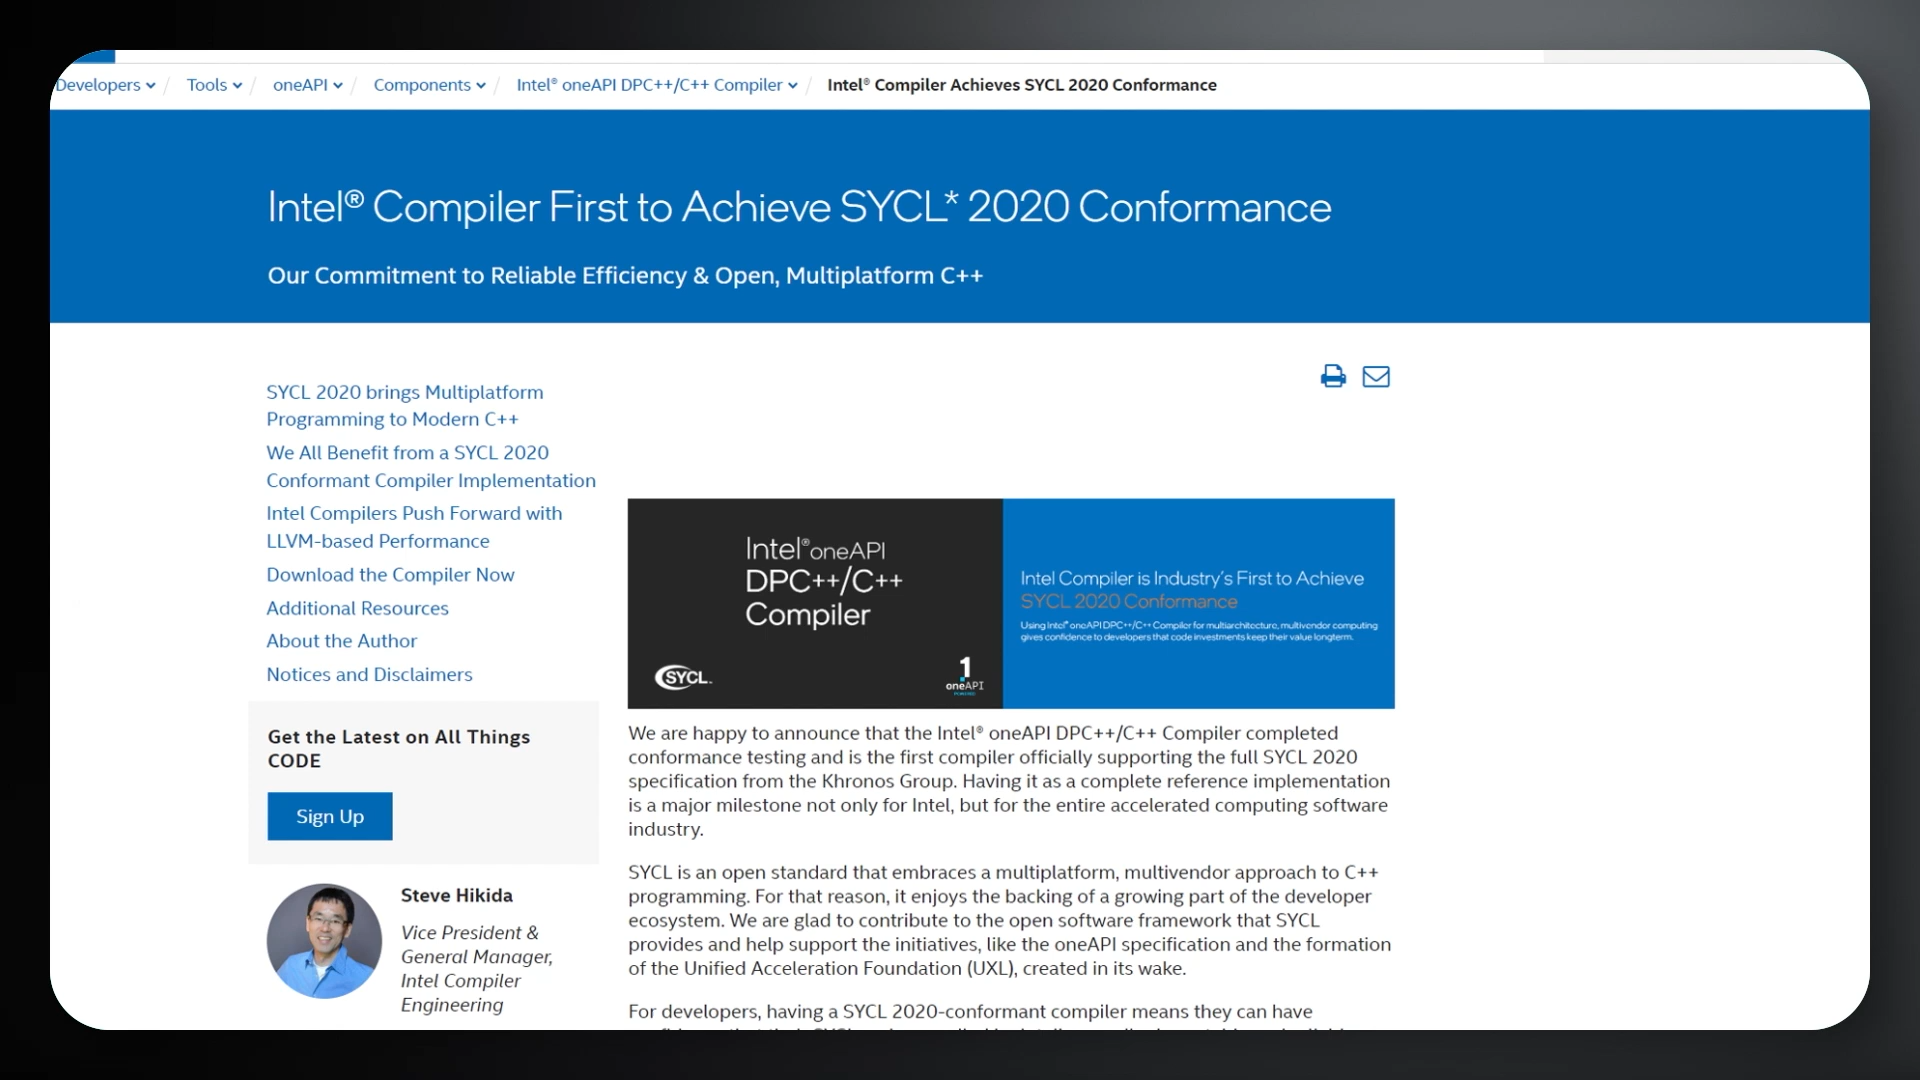 Developers / Tools / oneAPI / Components / Intel® oneAPI DPC++/C++ Compiler / Intel® Compiler Achieves SYCL 2020 Conformance
Intel® Compiler First to Achieve SYCL* 2020 Conformance
Our Commitment to Reliable Efficiency & Open, Multiplatform C++
SYCL 2020 brings Multiplatform
Programming to Modern C++
We All Benefit from a SYCL 2020
Conformant Compiler Implementation
Intel Compilers Push Forward with
LLVM-based Performance
Download the Compiler Now
Additional Resources
About the Author
Notices and Disclaimers
Get the Latest on All Things
CODE
Sign Up
Steve Hikida
Vice President &
General Manager,
Intel Compiler
Engineering
Intel® oneAPI
DPC++/C++
Compiler
SYCL.
1
oneAPI
POWERED
Intel Compiler is Industry's First to Achieve
SYCL 2020 Conformance
Using Intel® oneAPI DPC++/C++ Compiler for multiarchitecture, multivendor computing
gives confidence to developers that code investments keep their value longterm.
We are happy to announce that the Intel® oneAPI DPC++/C++ Compiler completed
conformance testing and is the first compiler officially supporting the full SYCL 2020
specification from the Khronos Group. Having it as a complete reference implementation
is a major milestone not only for Intel, but for the entire accelerated computing software
industry.
SYCL is an open standard that embraces a multiplatform, multivendor approach to C++
programming. For that reason, it enjoys the backing of a growing part of the developer
ecosystem. We are glad to contribute to the open software framework that SYCL
provides and help support the initiatives, like the oneAPI specification and the formation
of the Unified Acceleration Foundation (UXL), created in its wake.
For developers, having a SYCL 2020-conformant compiler means they can have